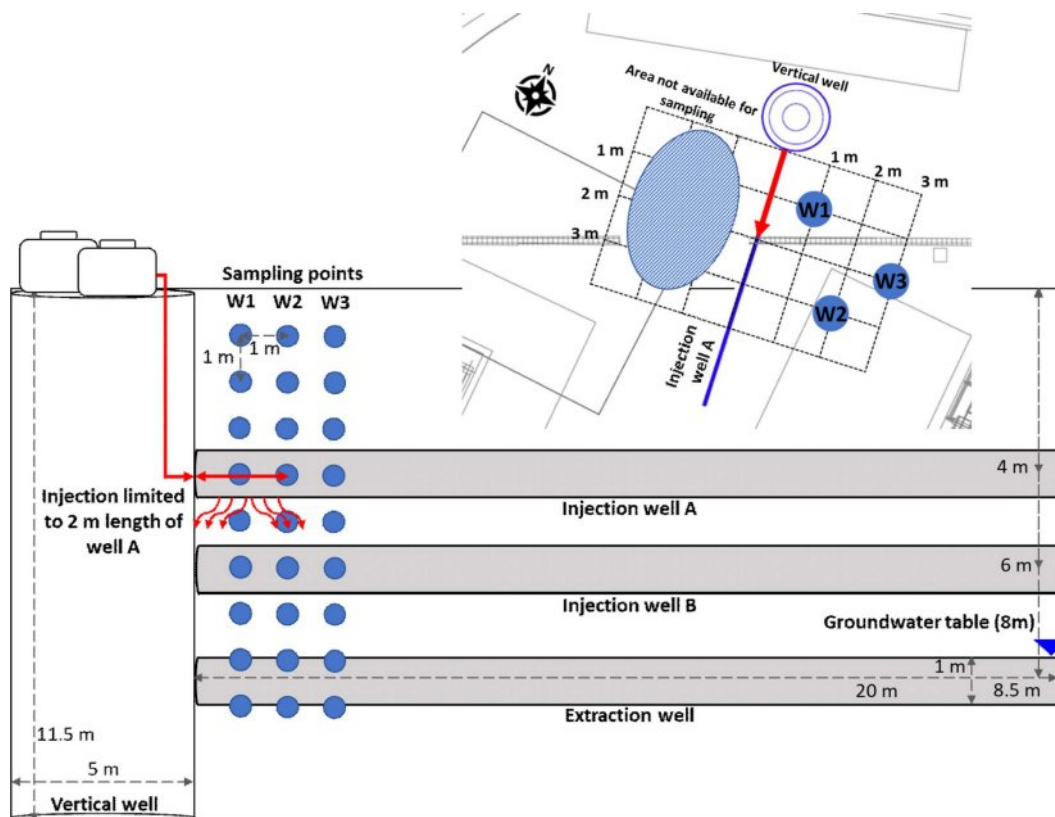 N
Area not available for
sampling
Vertical well
1 m
2 m
3 m
1 m
2 m
3 m
W1
W3
W2
Injection
well A
Sampling points
W1 W2 W3
1 m
1 m
4 m
Injection limited
to 2 m length of
well A
Injection well A
6 m
Injection well B
Groundwater table (8m)
1 m
20 m
8.5 m
Extraction well
11.5 m
5 m
Vertical well